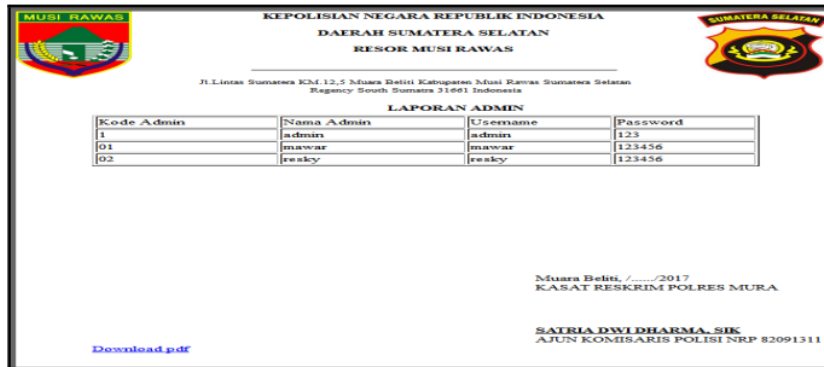 MUSI RAWAS
SUMATERA SELATAN
KEPOLISIAN NEGARA REPUBLIK INDONESIA
DAERAH SUMATERA SELATAN
RESOR MUSI RAWAS
Jl.Lintas Sumatera KM.12,5 Muara Beliti Kabupaten Musi Rawas Sumatera Selatan
Regency South Sumatra 31661 Indonesia
LAPORAN ADMIN
Kode Admin Nama Admin Username Password
1 admin admin 123
01 mawar mawar 123456
02 resky resky 123456
Muara Beliti, /....../2017
KASAT RESKRIM POLRES MURA
SATRIA DWI DHARMA, SIK
AJUN KOMISARIS POLISI NRP 82091311
Download pdf